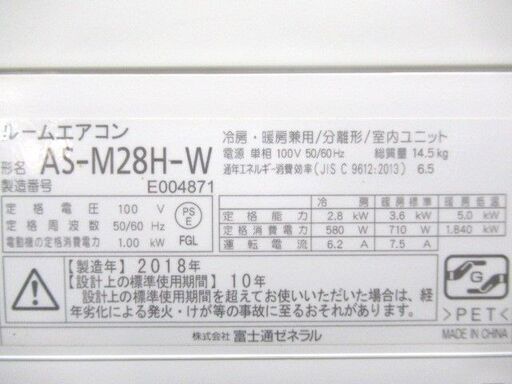 ルームエアコン
形名 AS-M28H-W
製造番号 E004871
冷房・暖房兼用/分離形/室内ユニット
電源 単相 100V 50/60Hz 総質量 14.5kg
通年エネルギー消費効率(JIS C 9612:2013) 6.5
定格電圧 100 V
定格周波数 50/60 Hz
電動機の定格消費電力 1.00 kW
PS
E
FGL
冷房 暖房標準 暖房低温
定格能力 2.8 kW 3.6 kW 5.0 kW
定格消費電力 580 W 710 W 1,840 kW
運転電流 6.2 A 7.5 A
【製造年】2018年
【設計上の標準使用期間】10年
設計上の標準使用期間を超えてお使いいただいた場合は、経
年劣化による発火・けが等の事故に至るおそれがあります。
G
>PET<
株式会社 富士通ゼネラル
MADE IN CHINA